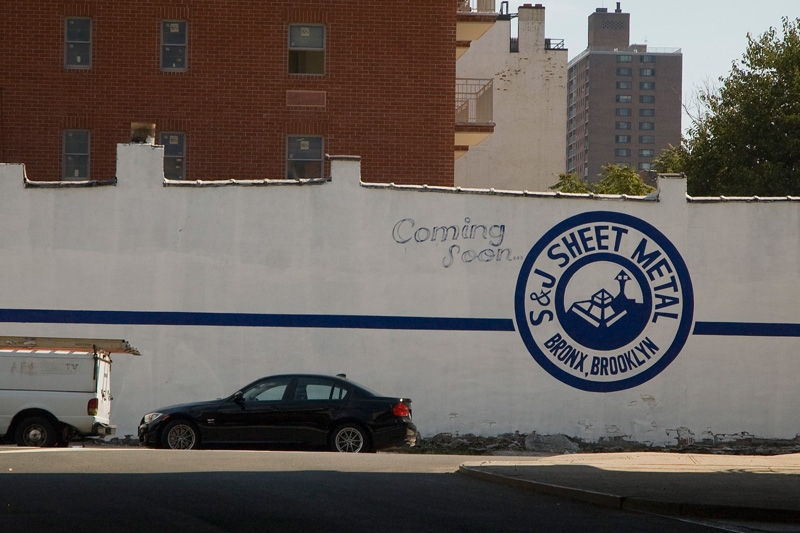 Coming
Soon...
S&J SHEET METAL
BRONX, BROOKLYN